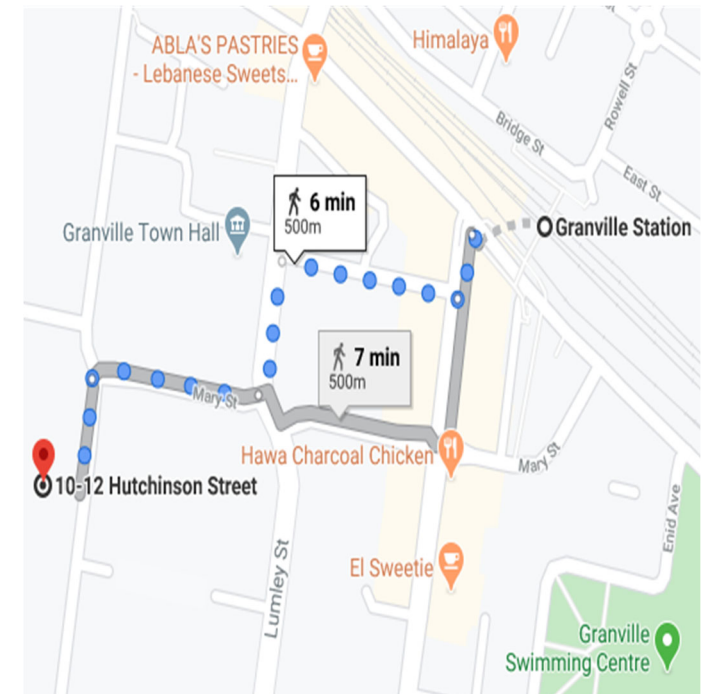 ABLA'S PASTRIES
- Lebanese Sweets...
Himalaya
Rowell St
Bridge St
East St
6 min
500m
Granville Town Hall
Granville Station
7 min
500m
Mary St
Hawa Charcoal Chicken
Mary St
10-12 Hutchinson Street
Enid Ave
Lumley St
El Sweetie
Granville
Swimming Centre